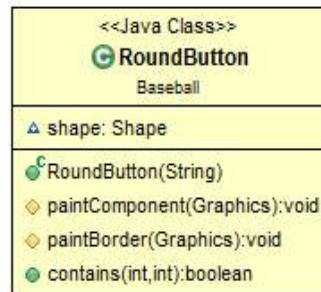 <<Java Class>>
RoundButton
Baseball
shape: Shape
RoundButton(String)
paintComponent(Graphics):void
paintBorder(Graphics):void
contains(int,int):boolean